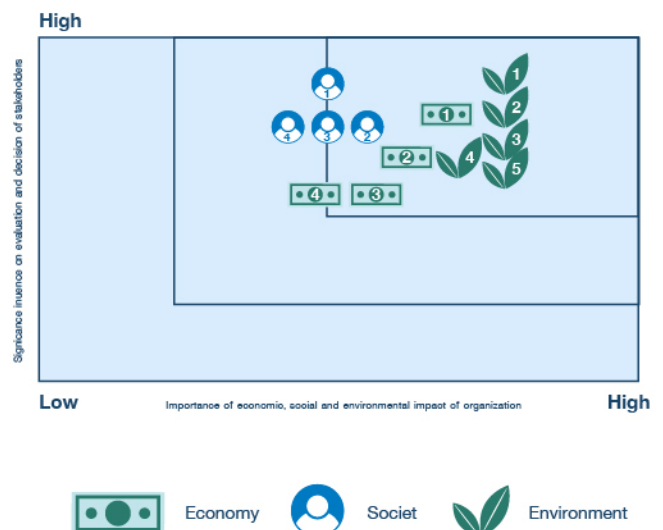 High
Signicance inuence on evaluation and decision of stakeholders
1
1
2
1
4
3
2
3
2
4
5
4
3
Low
Importance of economic, social and environmental impact of organization
High
Economy
Societ
Environment